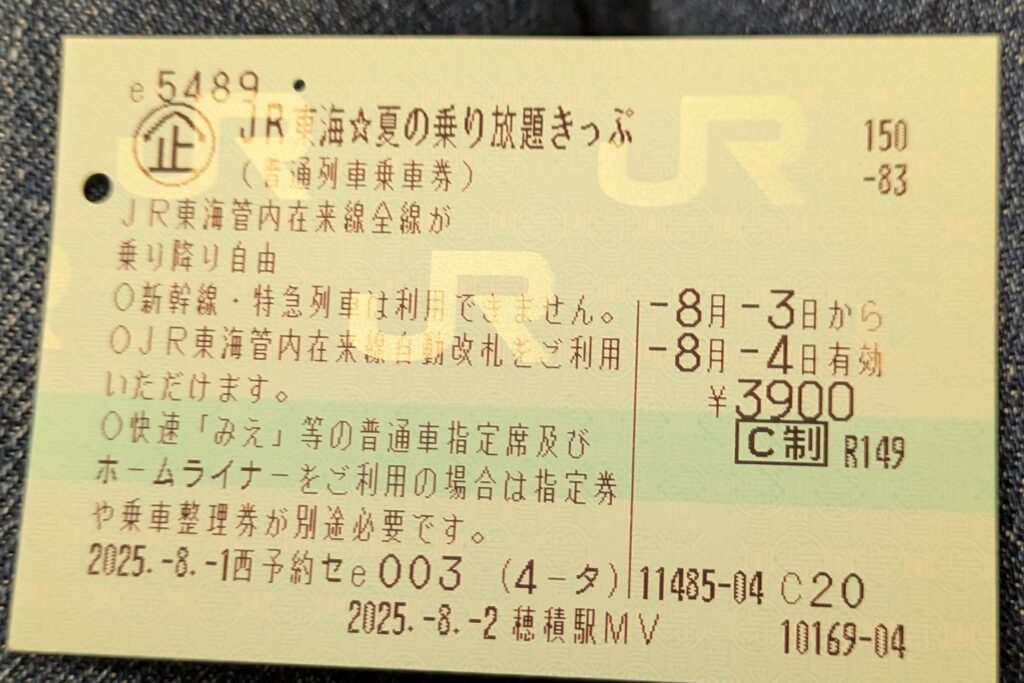 e5489
企 JR東海☆夏の乗り放題きっぷ 150
(普通列車乗車券) -83
JR東海管内在来線全線が
乗り降り自由
○新幹線・特急列車は利用できません。 -8月 -3日から
○JR東海管内在来線自動改札をご利用 -8月 -4日有効
いただけます。 ¥3900
○快速「みえ」等の普通車指定席及び C制 R149
ホームライナーをご利用の場合は指定券
や乗車整理券が別途必要です。
2025.-8.-1西予約セe003 (4-タ) 11485-04 C20
2025.-8.-2 穂積駅MV 10169-04
JR
JR
JR